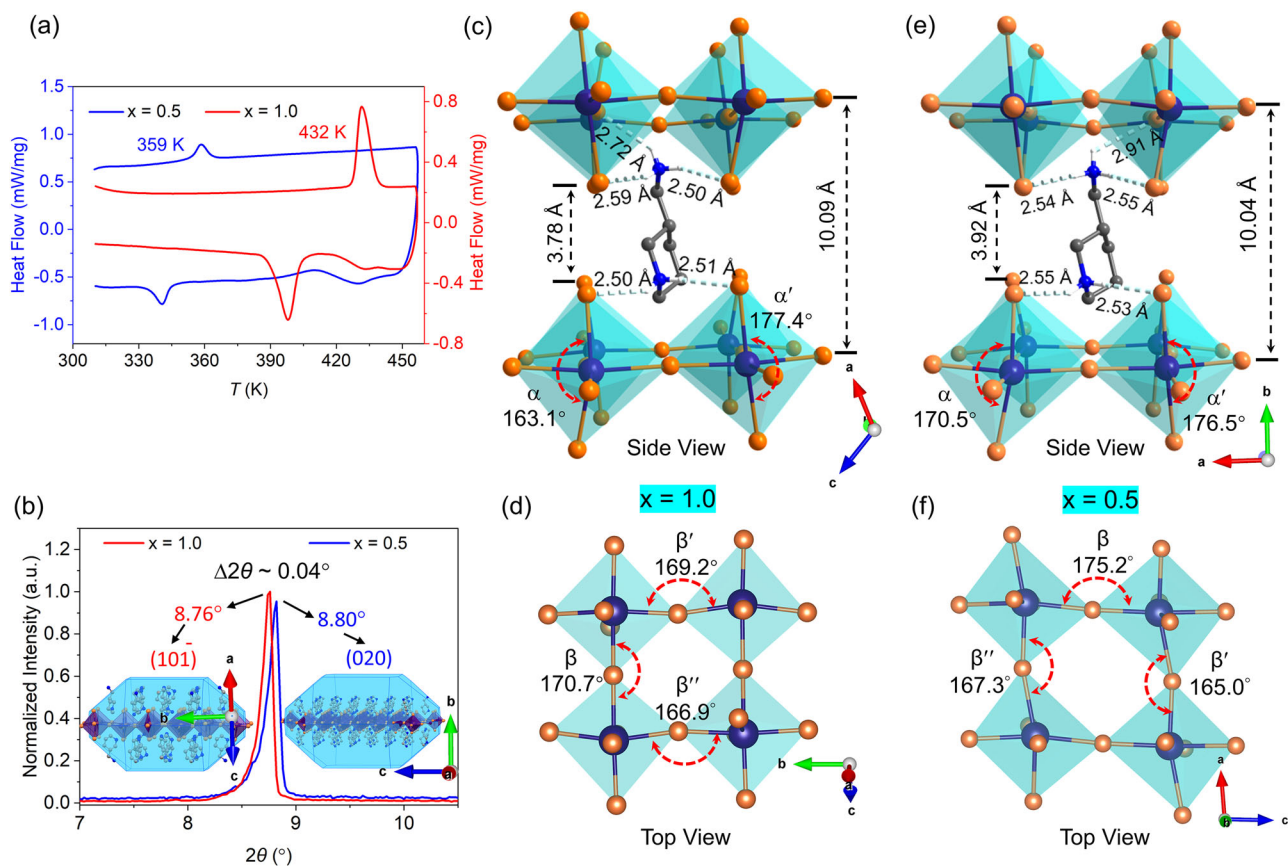 (a)
1.5
1.0
0.5
0.0
-0.5
-1.0
Heat Flow (mW/mg)
x = 0.5
x = 1.0
359 K
432 K
0.8
0.4
0.2
0.0
-0.4
-0.8
Heat Flow (mW/mg)
300
330
360
390
420
450
T (K)
(b)
x = 1.0
x = 0.5
Δ2θ ~ 0.04°
8.76°
8.80°
(101̄)
(020)
a
b
c
b
c
a
1.2
1.0
0.8
0.6
0.4
0.2
0.0
Normalized Intensity (a.u.)
7
8
9
10
2θ (°)
(c)
2.72 Å
2.59 Å
2.50 Å
3.78 Å
10.09 Å
2.50 Å
2.51 Å
α′
177.4°
α
163.1°
Side View
a
b
c
x = 1.0
(d)
β′
169.2°
β
170.7°
β′′
166.9°
b
a
c
Top View
(e)
2.91 Å
2.54 Å
2.55 Å
3.92 Å
10.04 Å
2.55 Å
2.53 Å
α
170.5°
α′
176.5°
Side View
b
a
x = 0.5
(f)
β
175.2°
β′′
167.3°
β′
165.0°
a
b
c
Top View